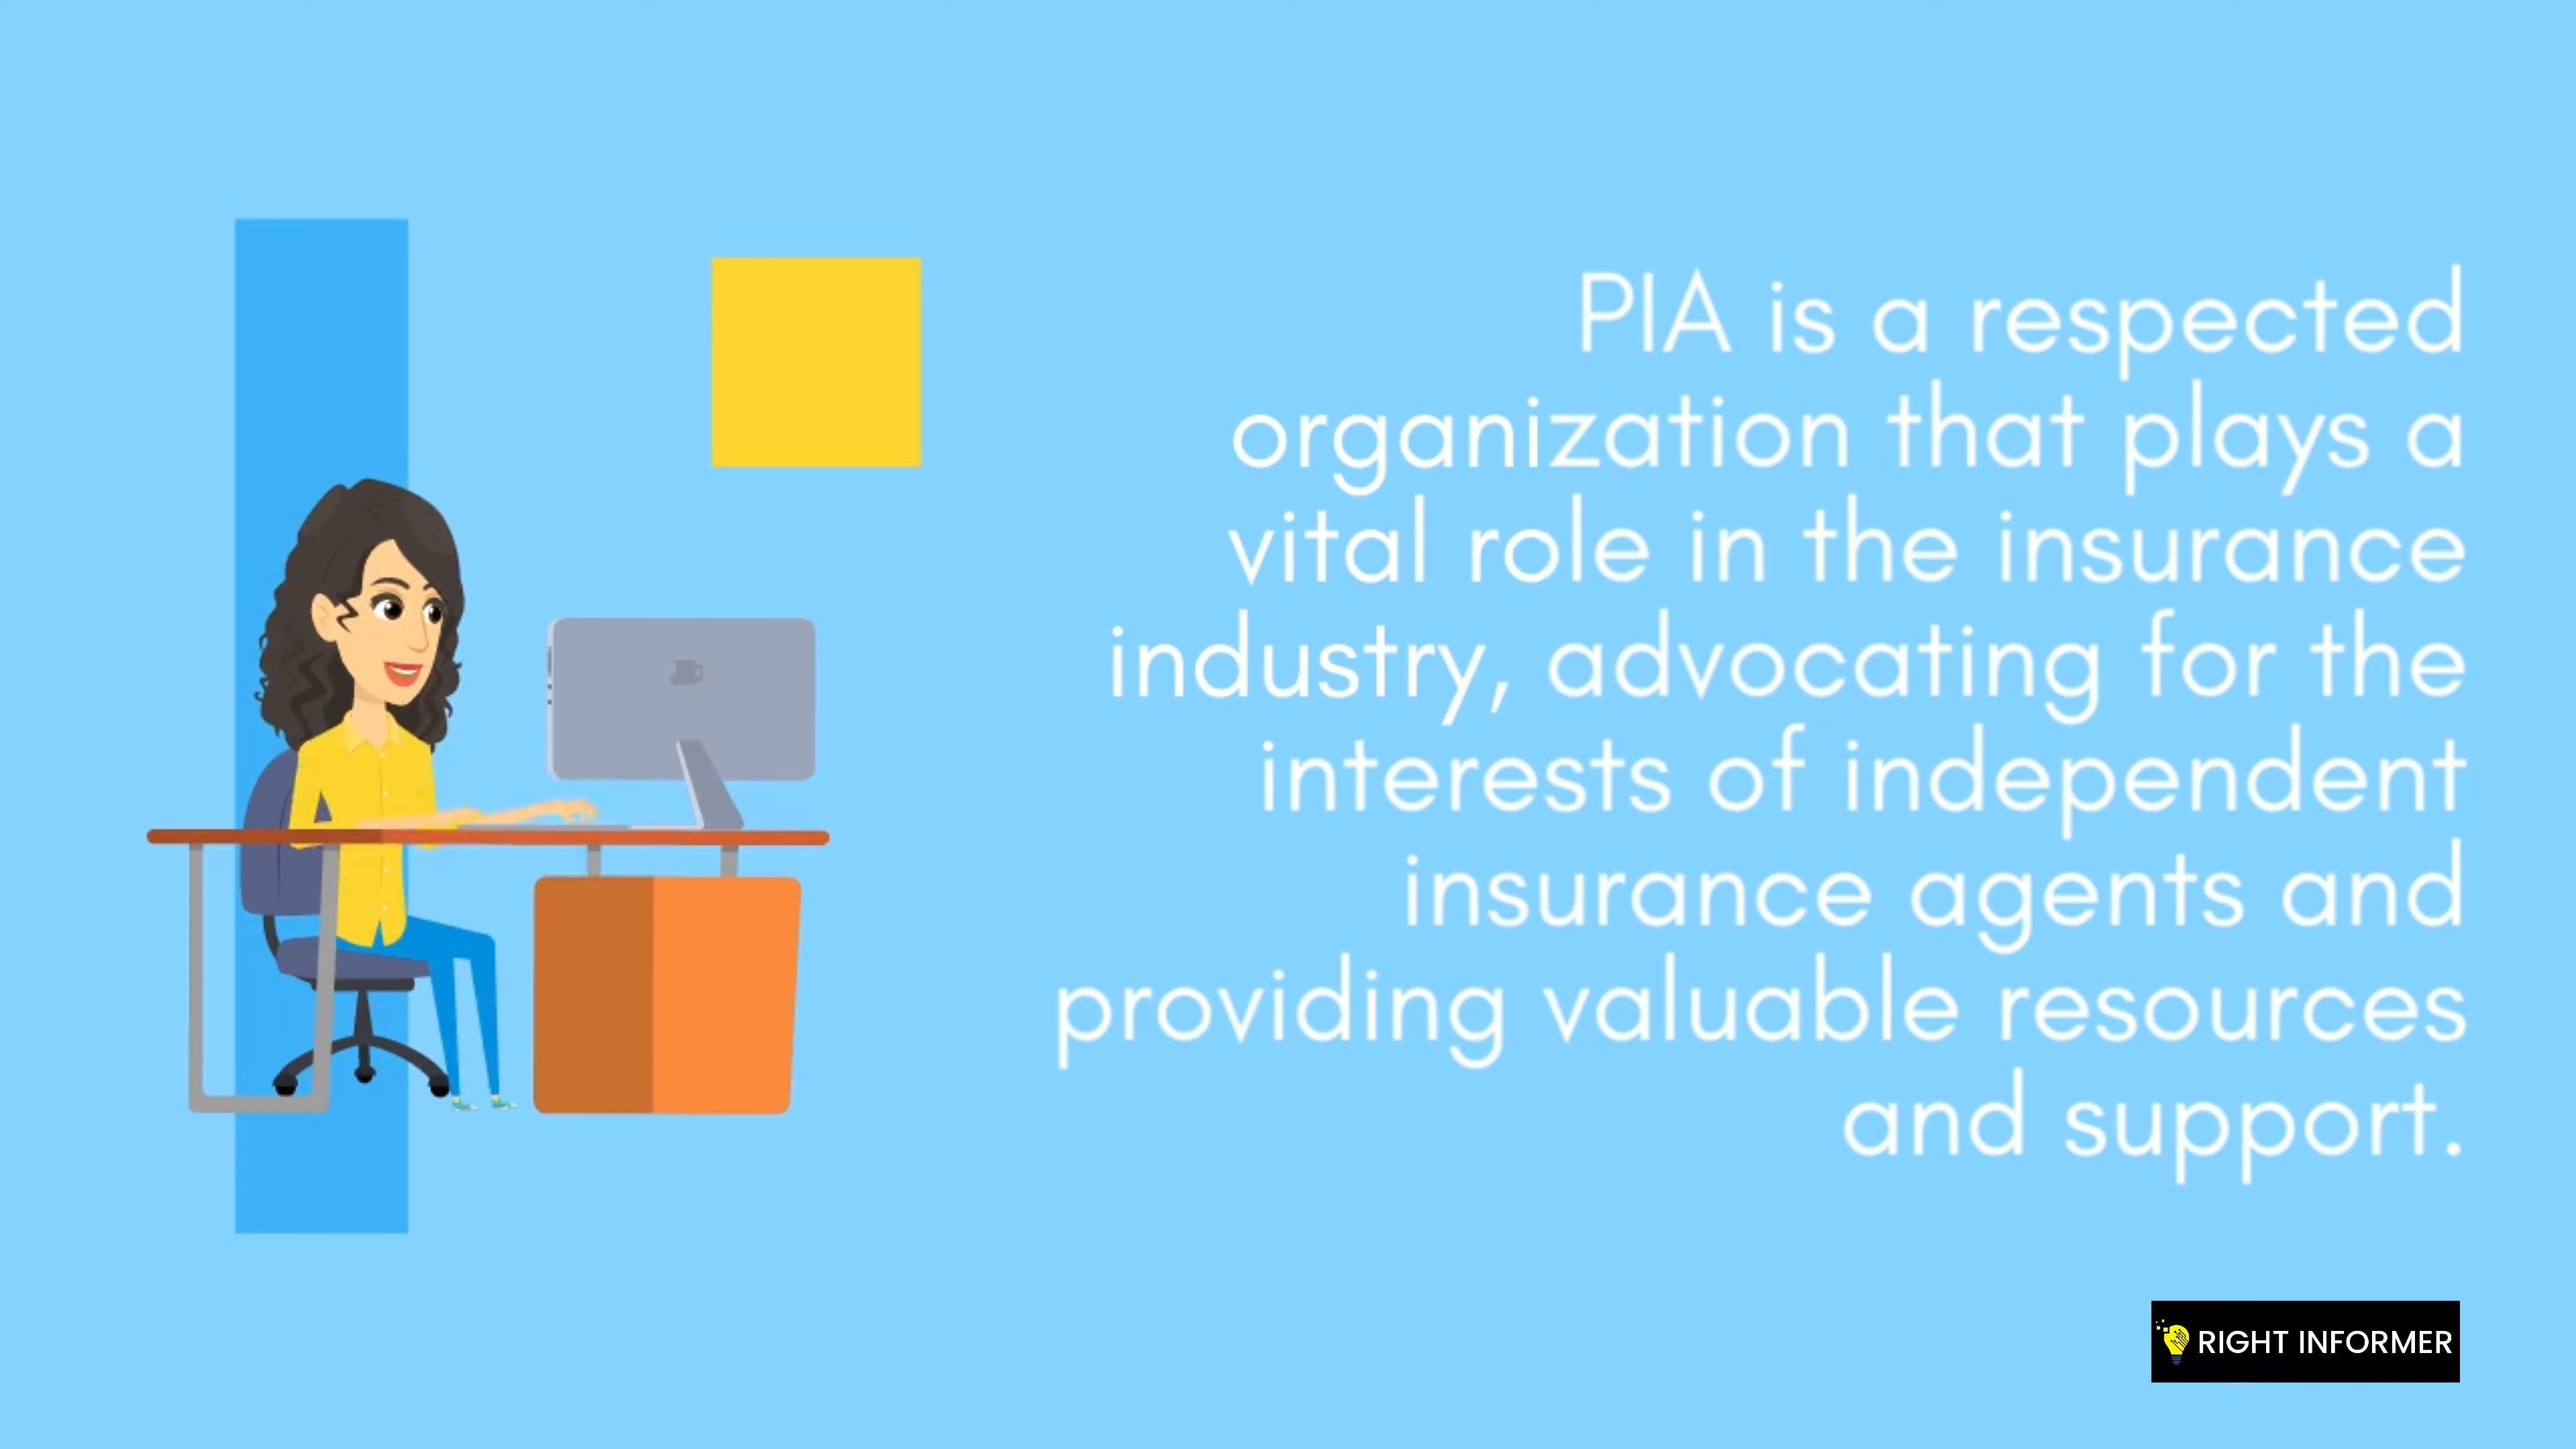 PIA is a respected
organization that plays a
vital role in the insurance
industry, advocating for the
interests of independent
insurance agents and
providing valuable resources
and support.
RIGHT INFORMER